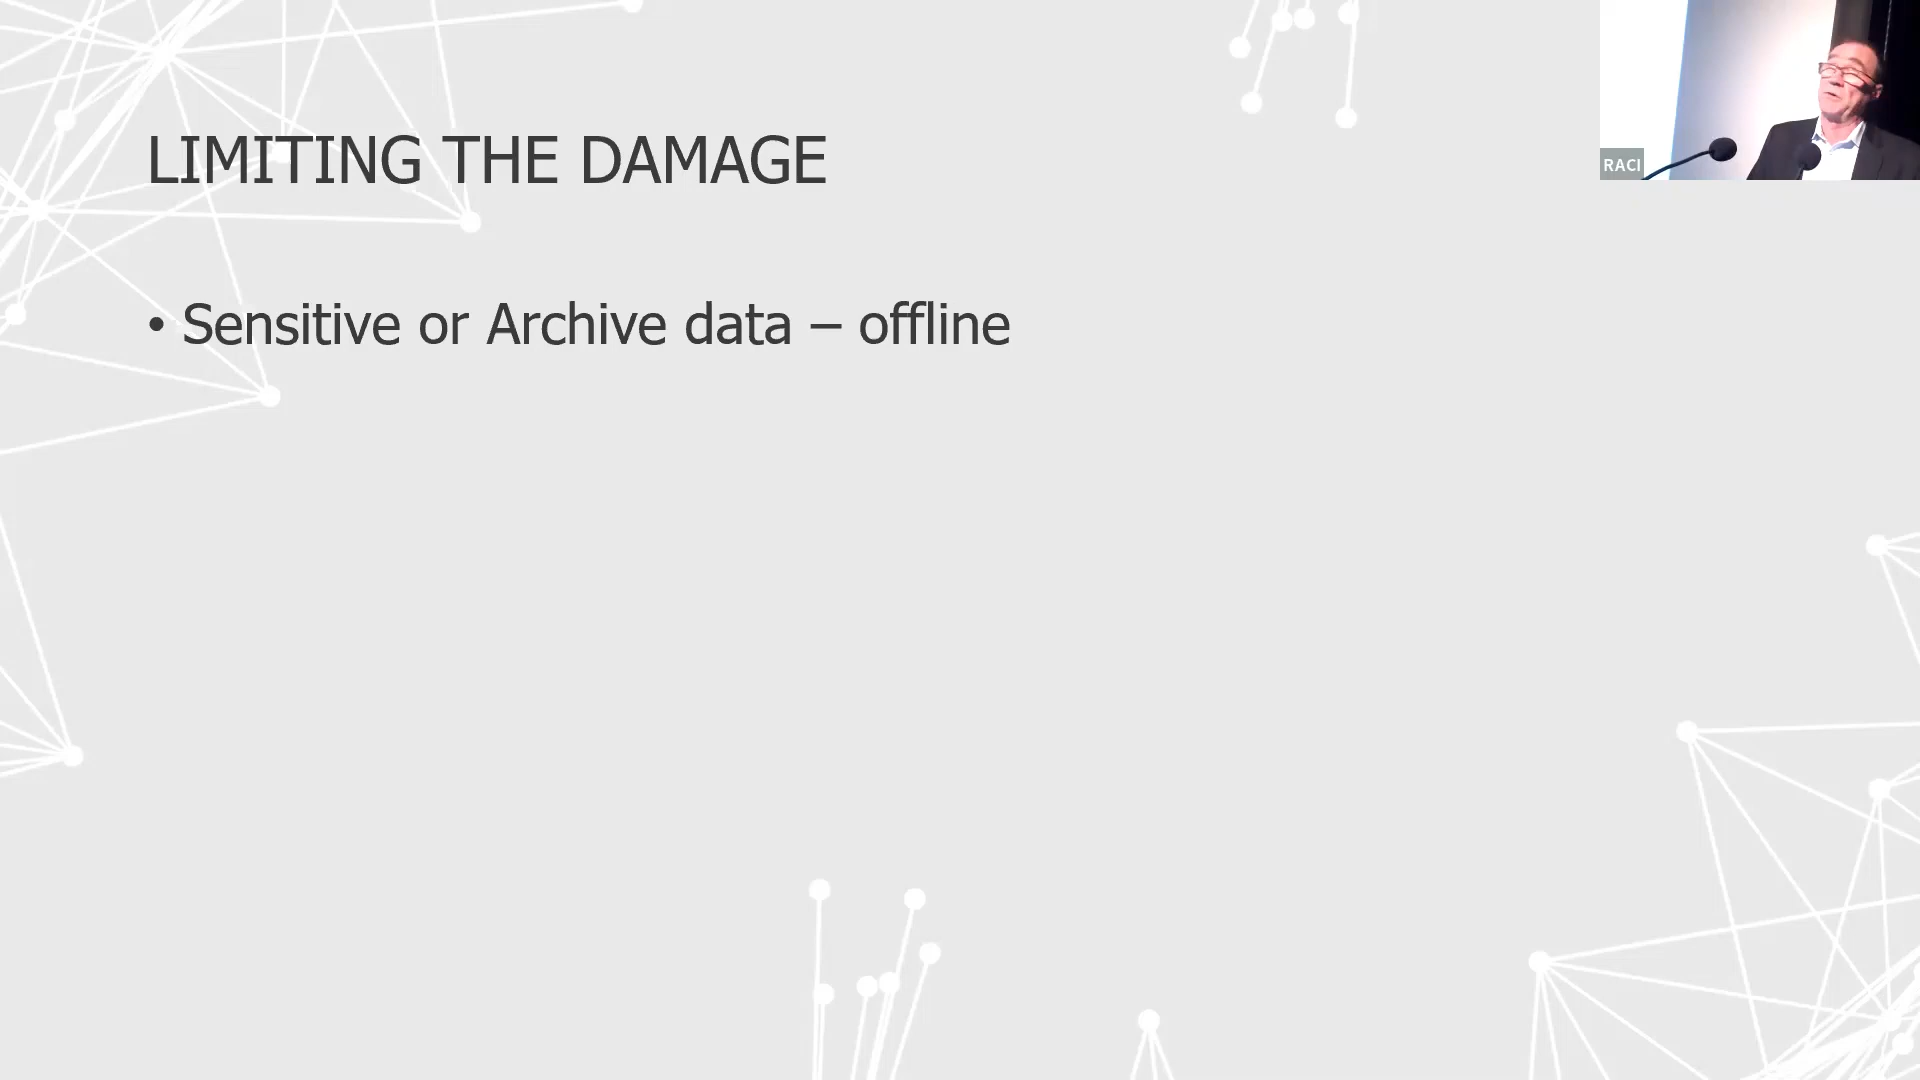 LIMITING THE DAMAGE
• Sensitive or Archive data – offline
RACI